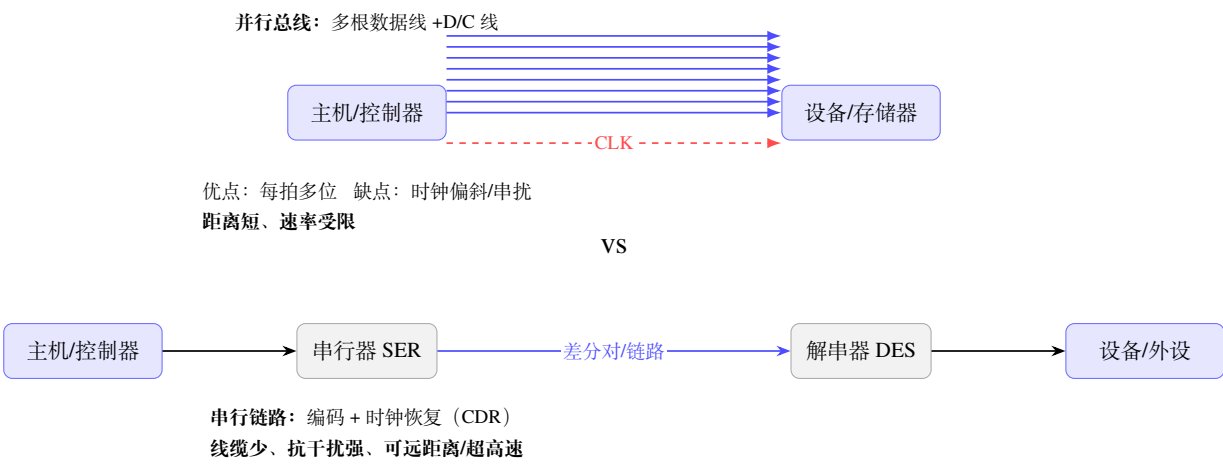 并行总线：多根数据线 +D/C 线
主机/控制器
设备/存储器
CLK
优点：每拍多位 缺点：时钟偏斜/串扰
距离短、速率受限
VS
主机/控制器
串行器 SER
差分对/链路
解串器 DES
设备/外设
串行链路：编码 + 时钟恢复（CDR）
线缆少、抗干扰强、可远距离/超高速